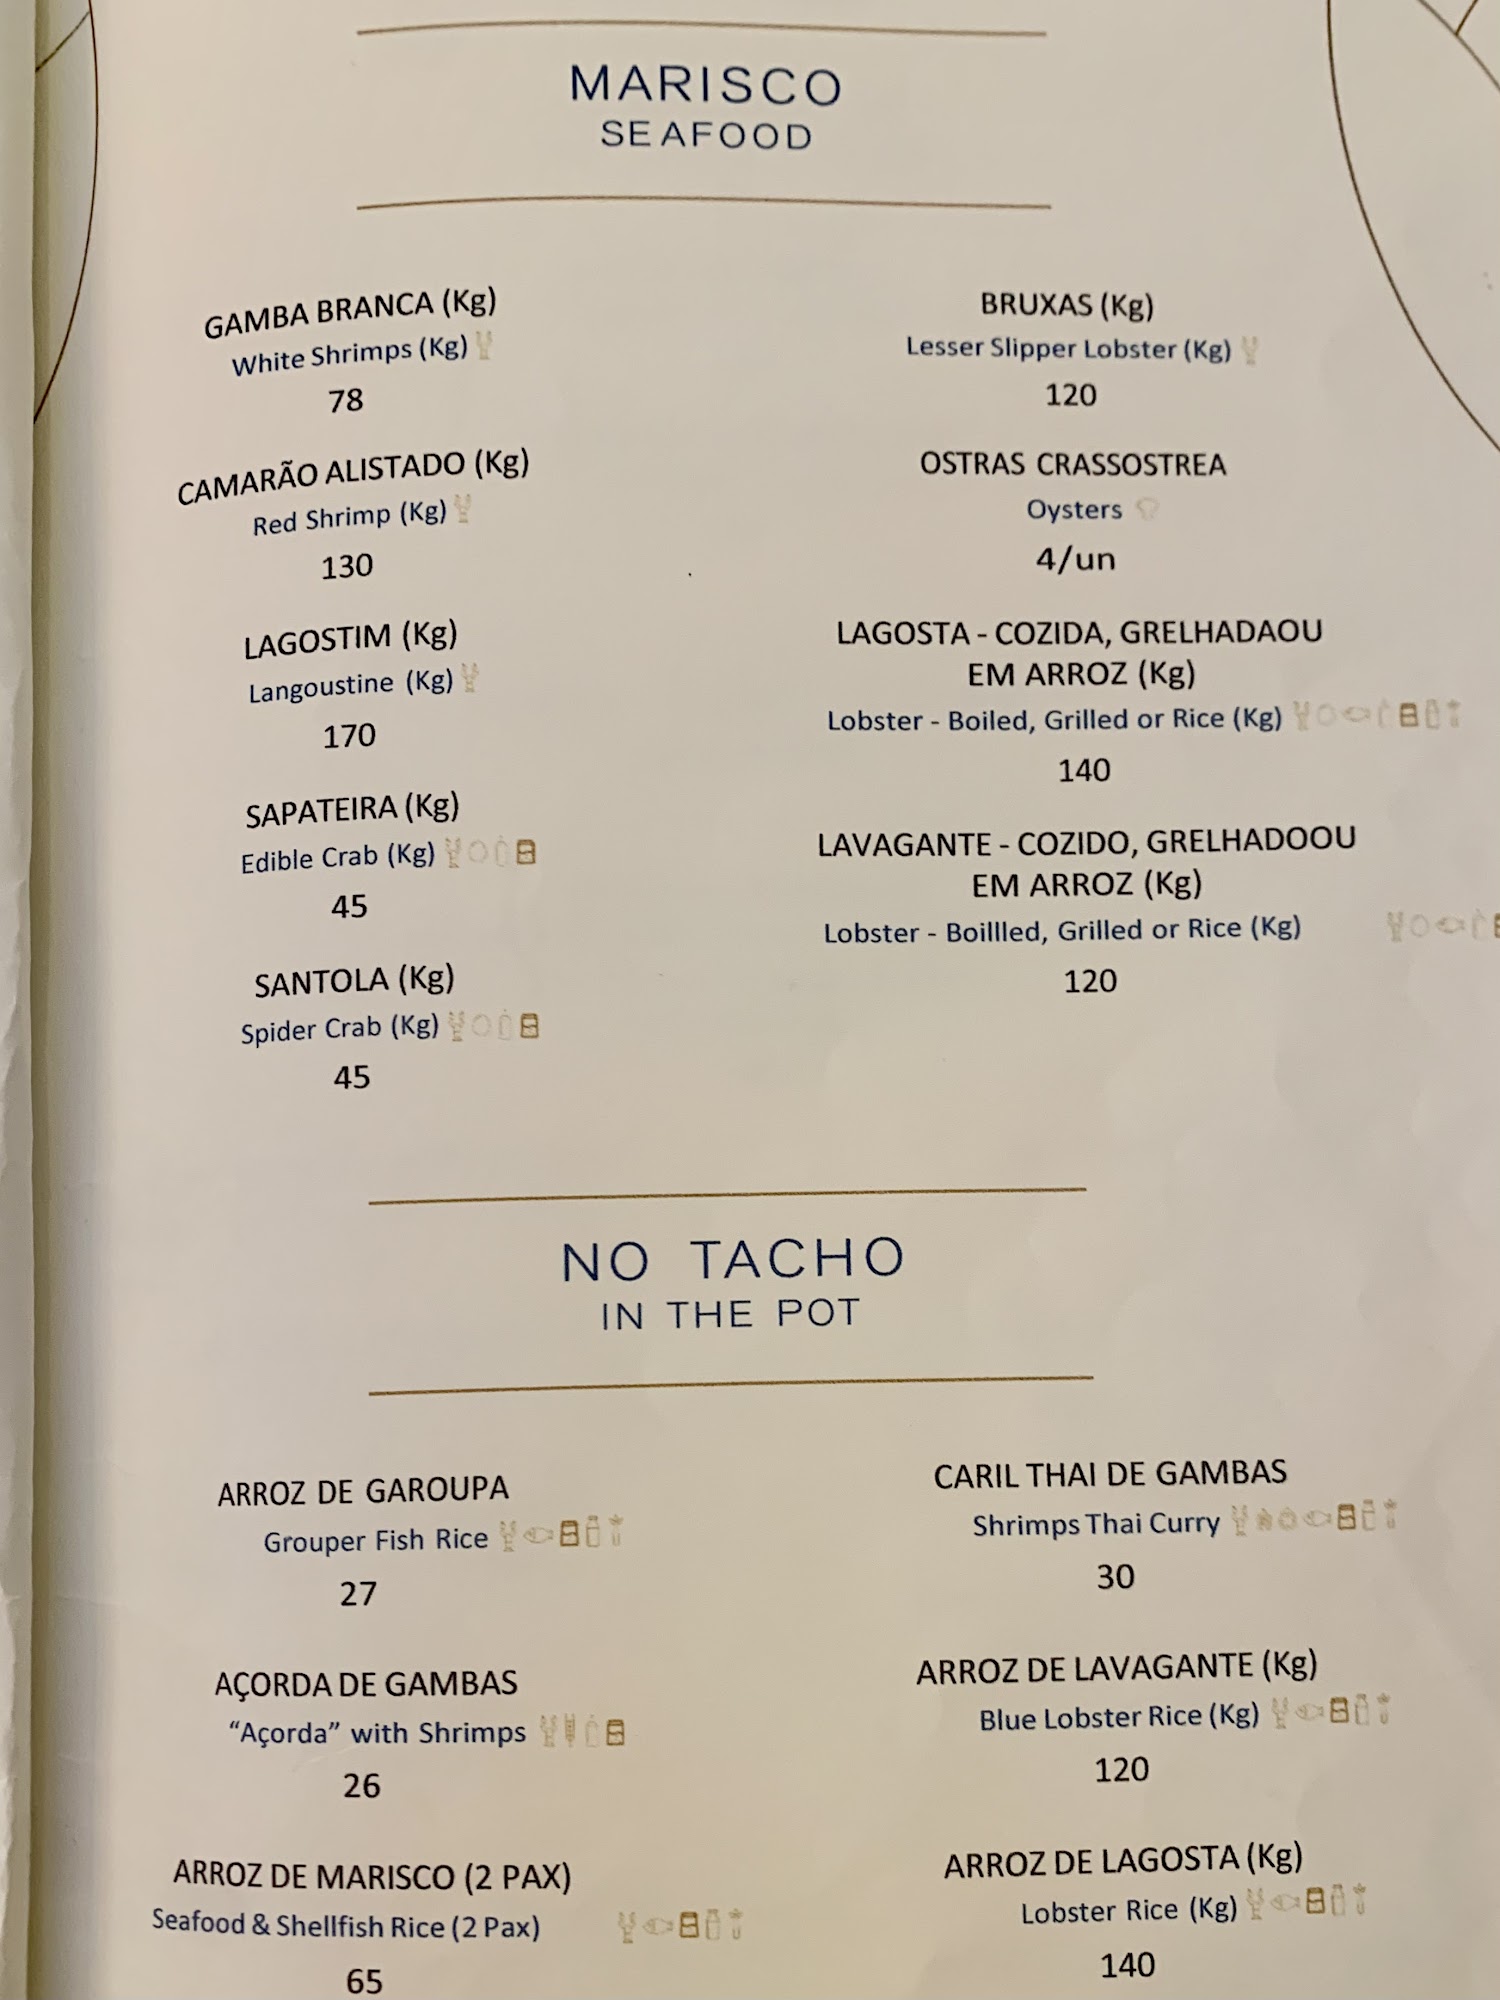 MARISCO
SEAFOOD
GAMBA BRANCA (Kg)
White Shrimps (Kg)
78
CAMARÃO ALISTADO (Kg)
Red Shrimp (Kg)
130
LAGOSTIM (Kg)
Langoustine (Kg)
170
SAPATEIRA (Kg)
Edible Crab (Kg)
45
SANTOLA (Kg)
Spider Crab (Kg)
45
BRUXAS (Kg)
Lesser Slipper Lobster (Kg)
120
OSTRAS CRASSOSTREA
Oysters
4/un
LAGOSTA - COZIDA, GRELHADAOU
EM ARROZ (Kg)
Lobster - Boiled, Grilled or Rice (Kg)
140
LAVAGANTE - COZIDO, GRELHADOOU
EM ARROZ (Kg)
Lobster - Boillled, Grilled or Rice (Kg)
120
NO TACHO
IN THE POT
ARROZ DE GAROUPA
Grouper Fish Rice
27
AÇORDA DE GAMBAS
“Açorda” with Shrimps
26
ARROZ DE MARISCO (2 PAX)
Seafood & Shellfish Rice (2 Pax)
65
CARIL THAI DE GAMBAS
Shrimps Thai Curry
30
ARROZ DE LAVAGANTE (Kg)
Blue Lobster Rice (Kg)
120
ARROZ DE LAGOSTA (Kg)
Lobster Rice (Kg)
140